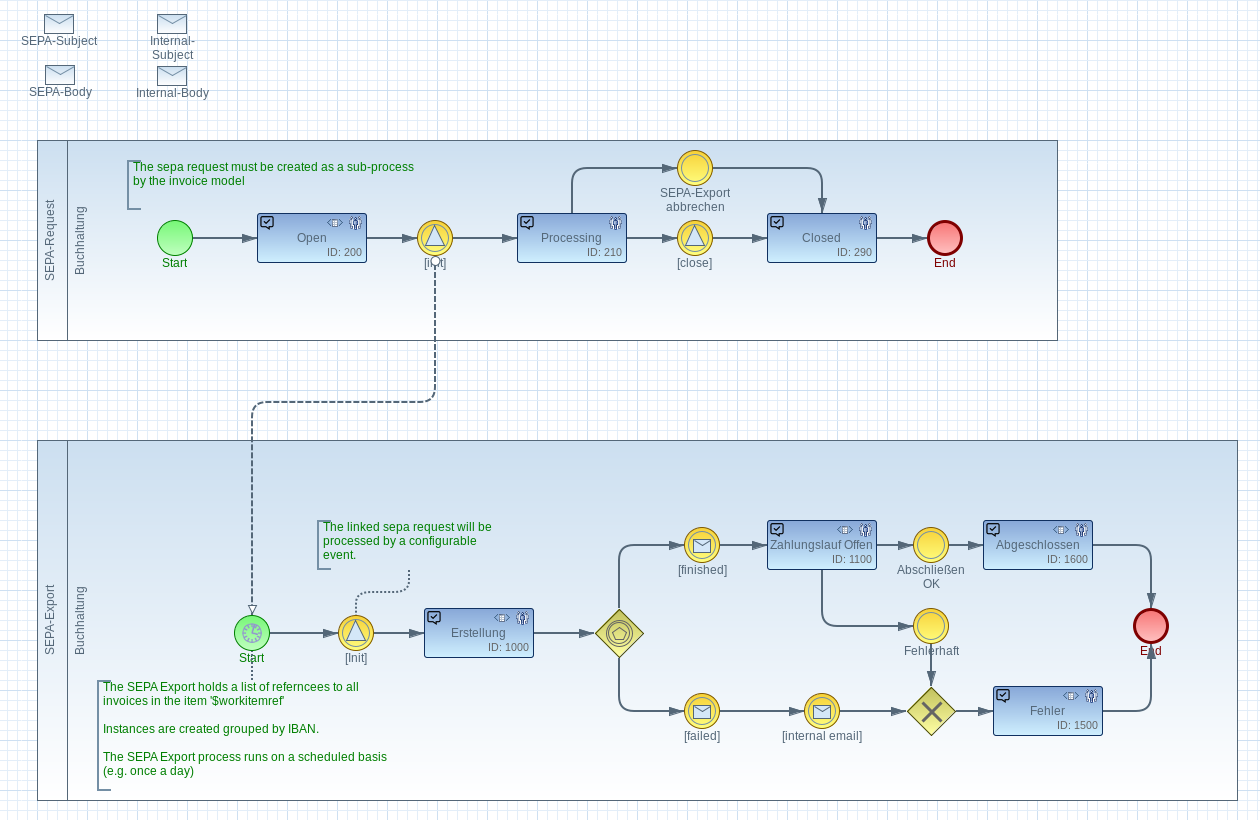 SEPA-Subject
Internal-
Subject
SEPA-Body
Internal-Body
SEPA-Request
Buchhaltung
The sepa request must be created as a sub-process
by the invoice model
SEPA-Export
abbrechen
Start
Open
ID: 200
[init]
Processing
ID: 210
[close]
Closed
ID: 290
End
SEPA-Export
Buchhaltung
The linked sepa request will be
processed by a configurable
event.
Start
[Init]
Erstellung
ID: 1000
[finished]
Zahlungslauf Offen
ID: 1100
Abschließen
OK
Abgeschlossen
ID: 1600
Fehlerhaft
End
[failed]
[internal email]
Fehler
ID: 1500
The SEPA Export holds a list of referncees to all
invoices in the item '$workitemref'
Instances are created grouped by IBAN.
The SEPA Export process runs on a scheduled basis
(e.g. once a day)